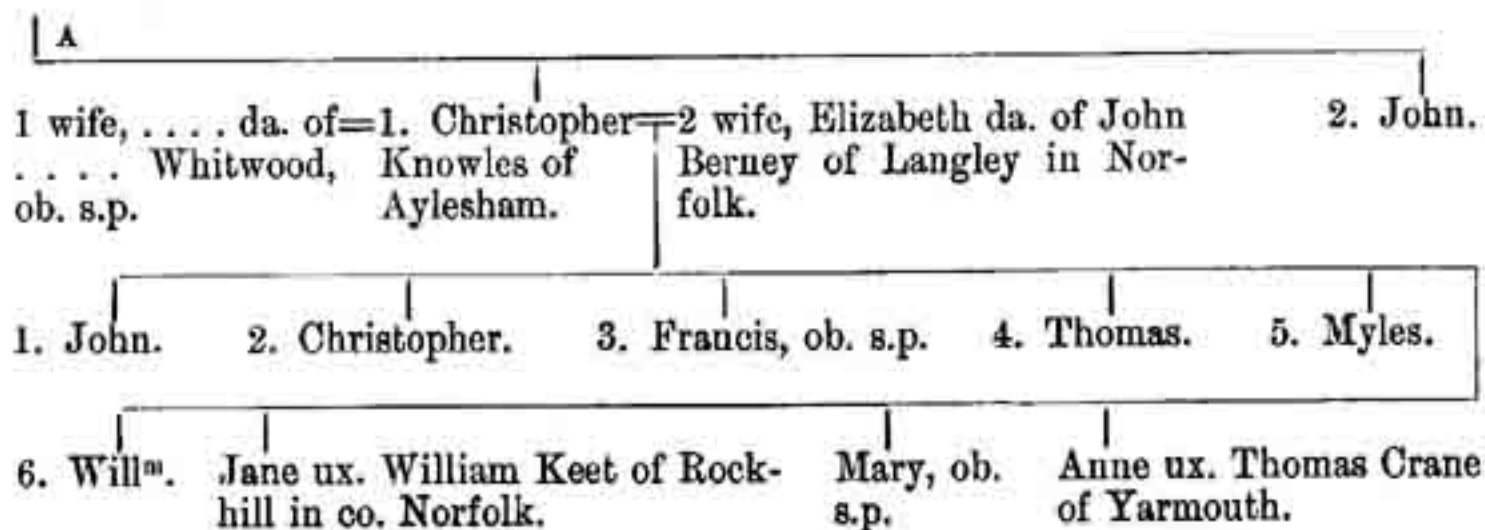 A
1 wife, . . . . da. of=1. Christopher=2 wife, Elizabeth da. of John 2. John.
. . . . Whitwood, Knowles of Berney of Langley in Nor-
ob. s.p. Aylesham. folk.
1. John. 2. Christopher. 3. Francis, ob. s.p. 4. Thomas. 5. Myles.
6. Willᵐ. Jane ux. William Keet of Rock- Mary, ob. Anne ux. Thomas Crane
hill in co. Norfolk. s.p. of Yarmouth.